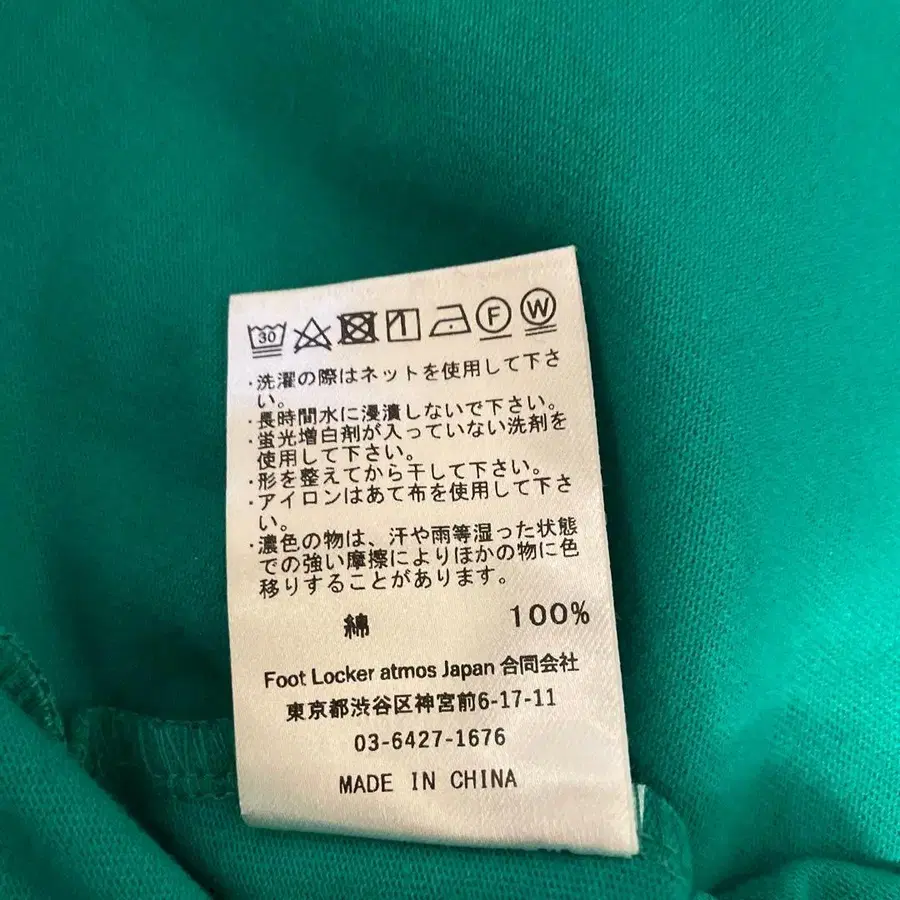 30 F W
·洗濯の際はネットを使用して下さ
い。
·長時間水に浸漬しないで下さい。
·蛍光増白剤が入っていない洗剤を
使用して下さい。
·形を整えてから干して下さい。
·アイロンはあて布を使用して下さ
い。
·濃色の物は、汗や雨等湿った状態
での強い摩擦によりほかの物に色
移りすることがあります。
綿 100%
Foot Locker atmos Japan 合同会社
東京都渋谷区神宮前6-17-11
03-6427-1676
MADE IN CHINA